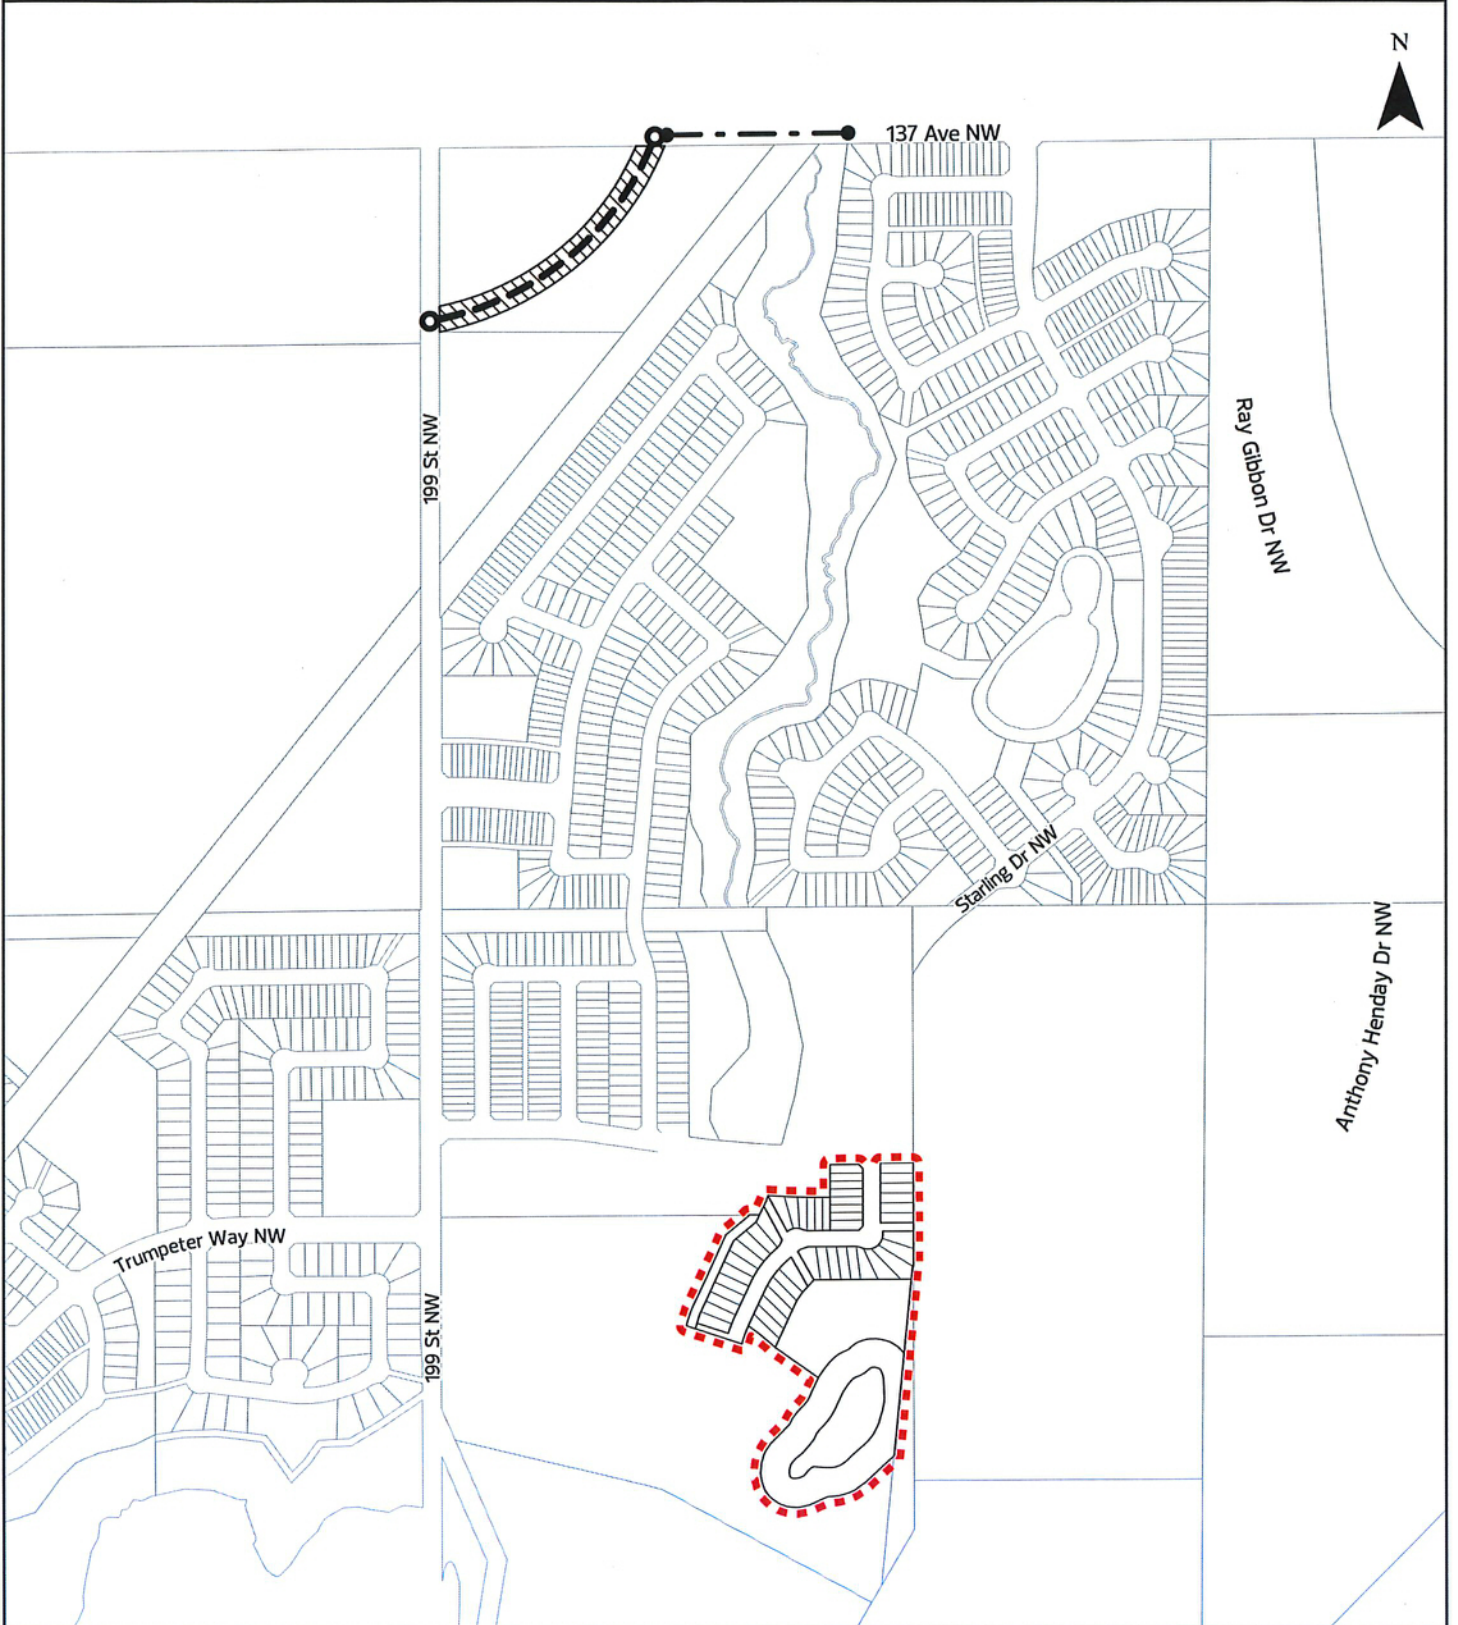 N
137 Ave NW
199 St NW
Ray Gibbon Dr NW
Starling Dr NW
Anthony Henday Dr NW
Trumpeter Way NW
199 St NW